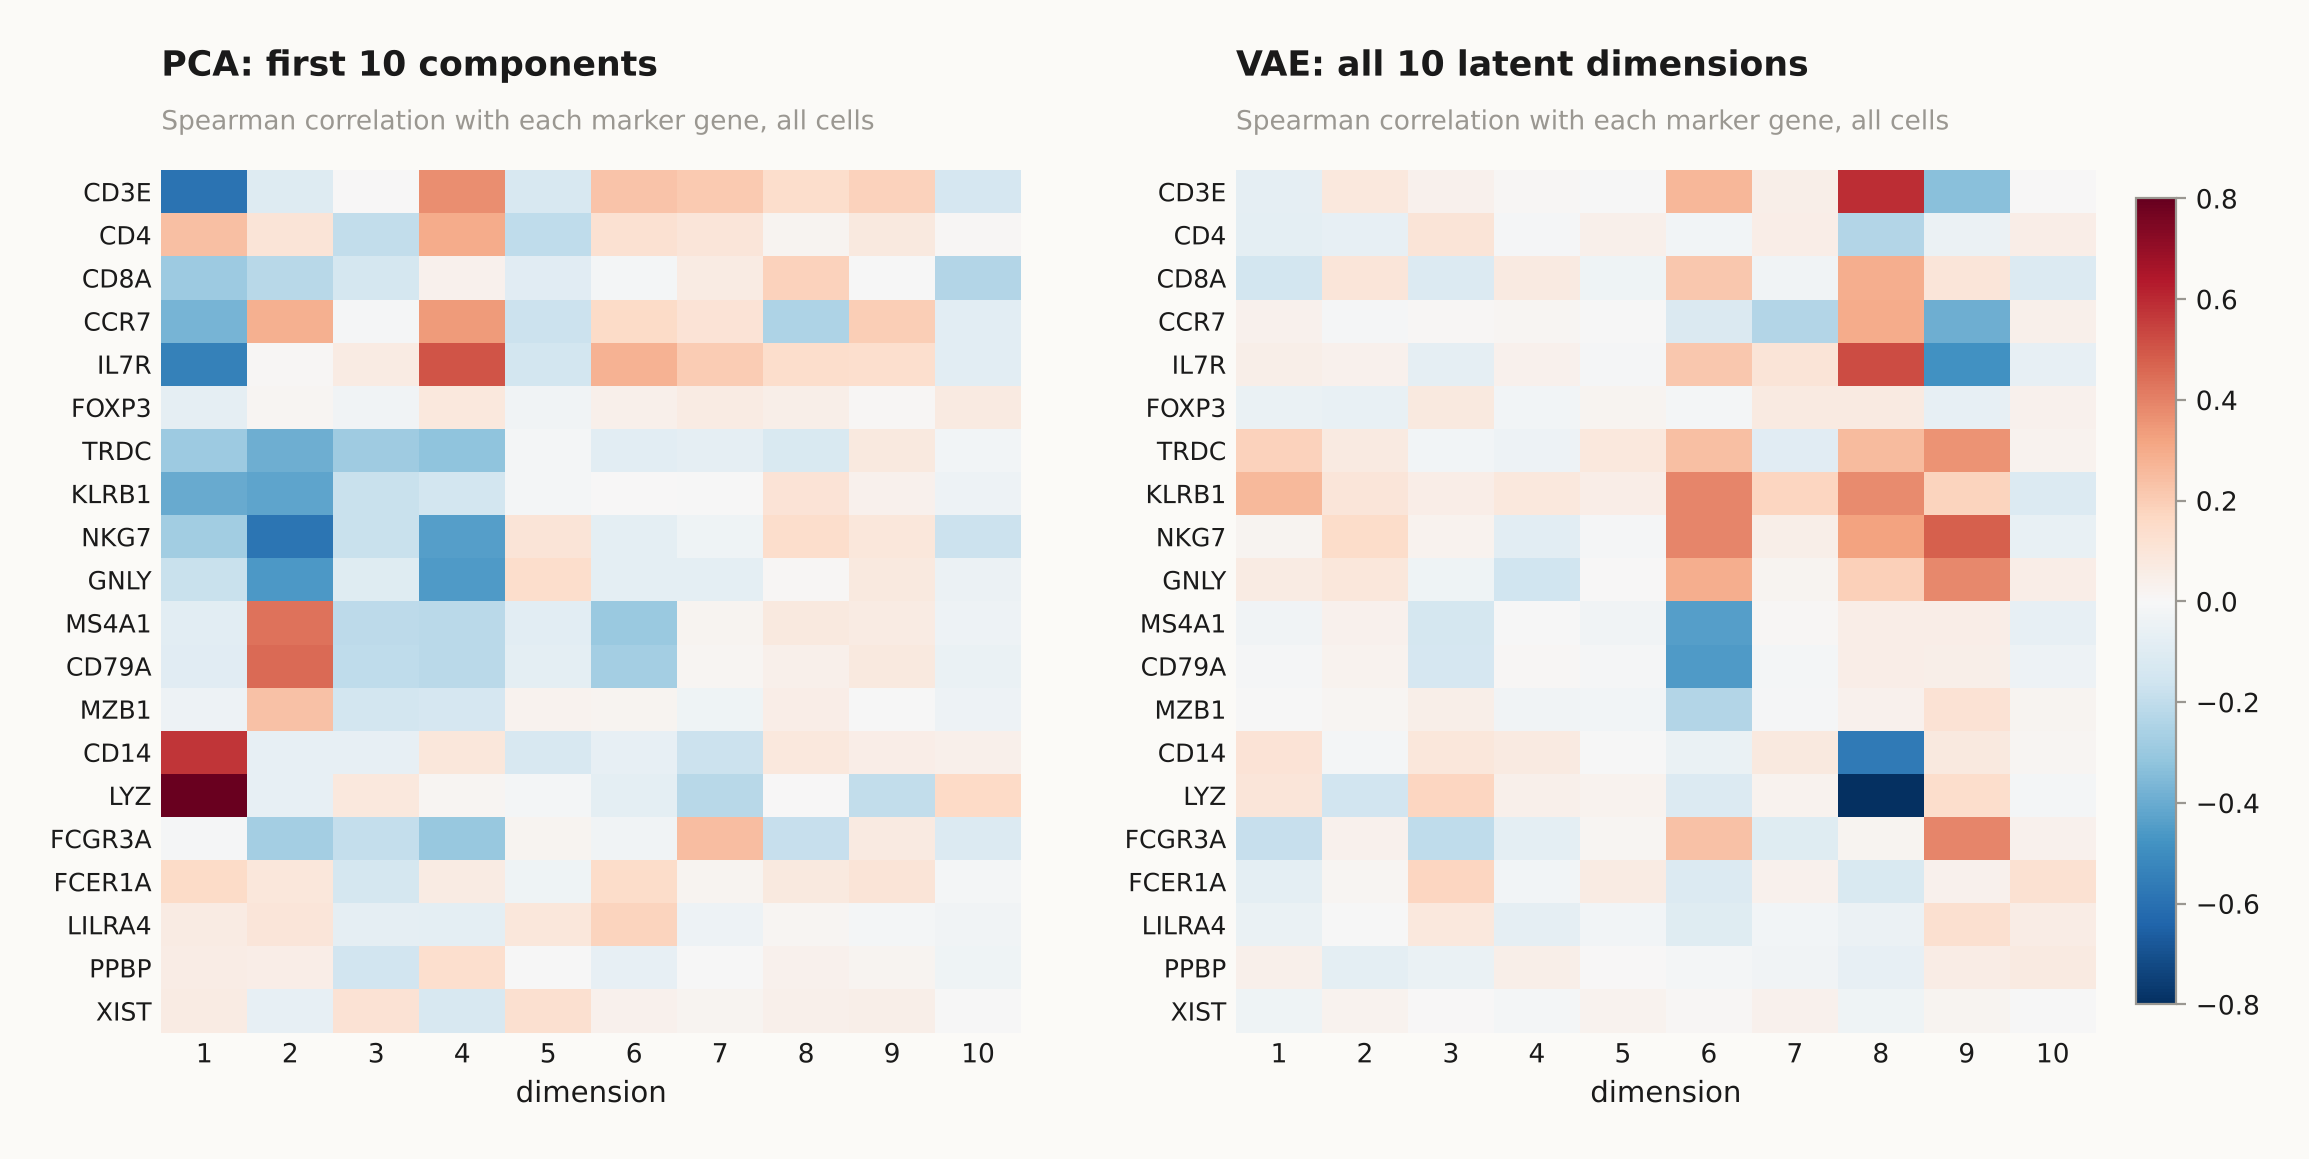 PCA: first 10 components
Spearman correlation with each marker gene, all cells
CD3E
CD4
CD8A
CCR7
IL7R
FOXP3
TRDC
KLRB1
NKG7
GNLY
MS4A1
CD79A
MZB1
CD14
LYZ
FCGR3A
FCER1A
LILRA4
PPBP
XIST
1 2 3 4 5 6 7 8 9 10
dimension
VAE: all 10 latent dimensions
Spearman correlation with each marker gene, all cells
CD3E
CD4
CD8A
CCR7
IL7R
FOXP3
TRDC
KLRB1
NKG7
GNLY
MS4A1
CD79A
MZB1
CD14
LYZ
FCGR3A
FCER1A
LILRA4
PPBP
XIST
1 2 3 4 5 6 7 8 9 10
dimension
0.8
0.6
0.4
0.2
0.0
−0.2
−0.4
−0.6
−0.8